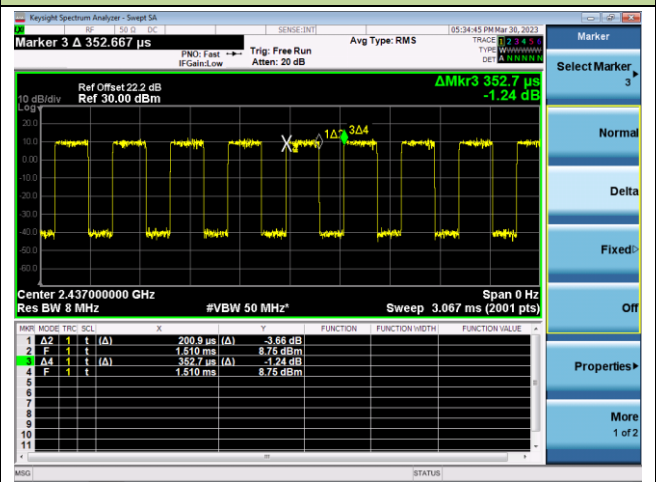 Keysight Spectrum Analyzer - Swept SA
RF 50 Ω DC SENSE:INT 05:34:45 PM Mar 30, 2023
Marker 3 Δ 352.667 µs Avg Type: RMS TRACE 1 2 3 4 5 6
PNO: Fast Trig: Free Run TYPE WWWWWW
IFGain:Low Atten: 20 dB DET A N N N N N
ΔMkr3 352.7 µs
-1.24 dB
Ref Offset 22.2 dB
10 dB/div Ref 30.00 dBm
Log
20.0
10.0
0.00
-10.0
-20.0
-30.0
-40.0
-50.0
-60.0
X 1Δ2 3Δ4
Center 2.437000000 GHz Span 0 Hz
Res BW 8 MHz #VBW 50 MHz* Sweep 3.067 ms (2001 pts)
MKR MODE TRC SCL X Y FUNCTION FUNCTION WIDTH FUNCTION VALUE
1 Δ2 1 t (Δ) 200.9 µs (Δ) -3.66 dB
2 F 1 t 1.510 ms 8.75 dBm
3 Δ4 1 t (Δ) 352.7 µs (Δ) -1.24 dB
4 F 1 t 1.510 ms 8.75 dBm
5
6
7
8
9
10
11
MSG STATUS
Marker
Select Marker
3
Normal
Delta
Fixed
Off
Properties
More
1 of 2